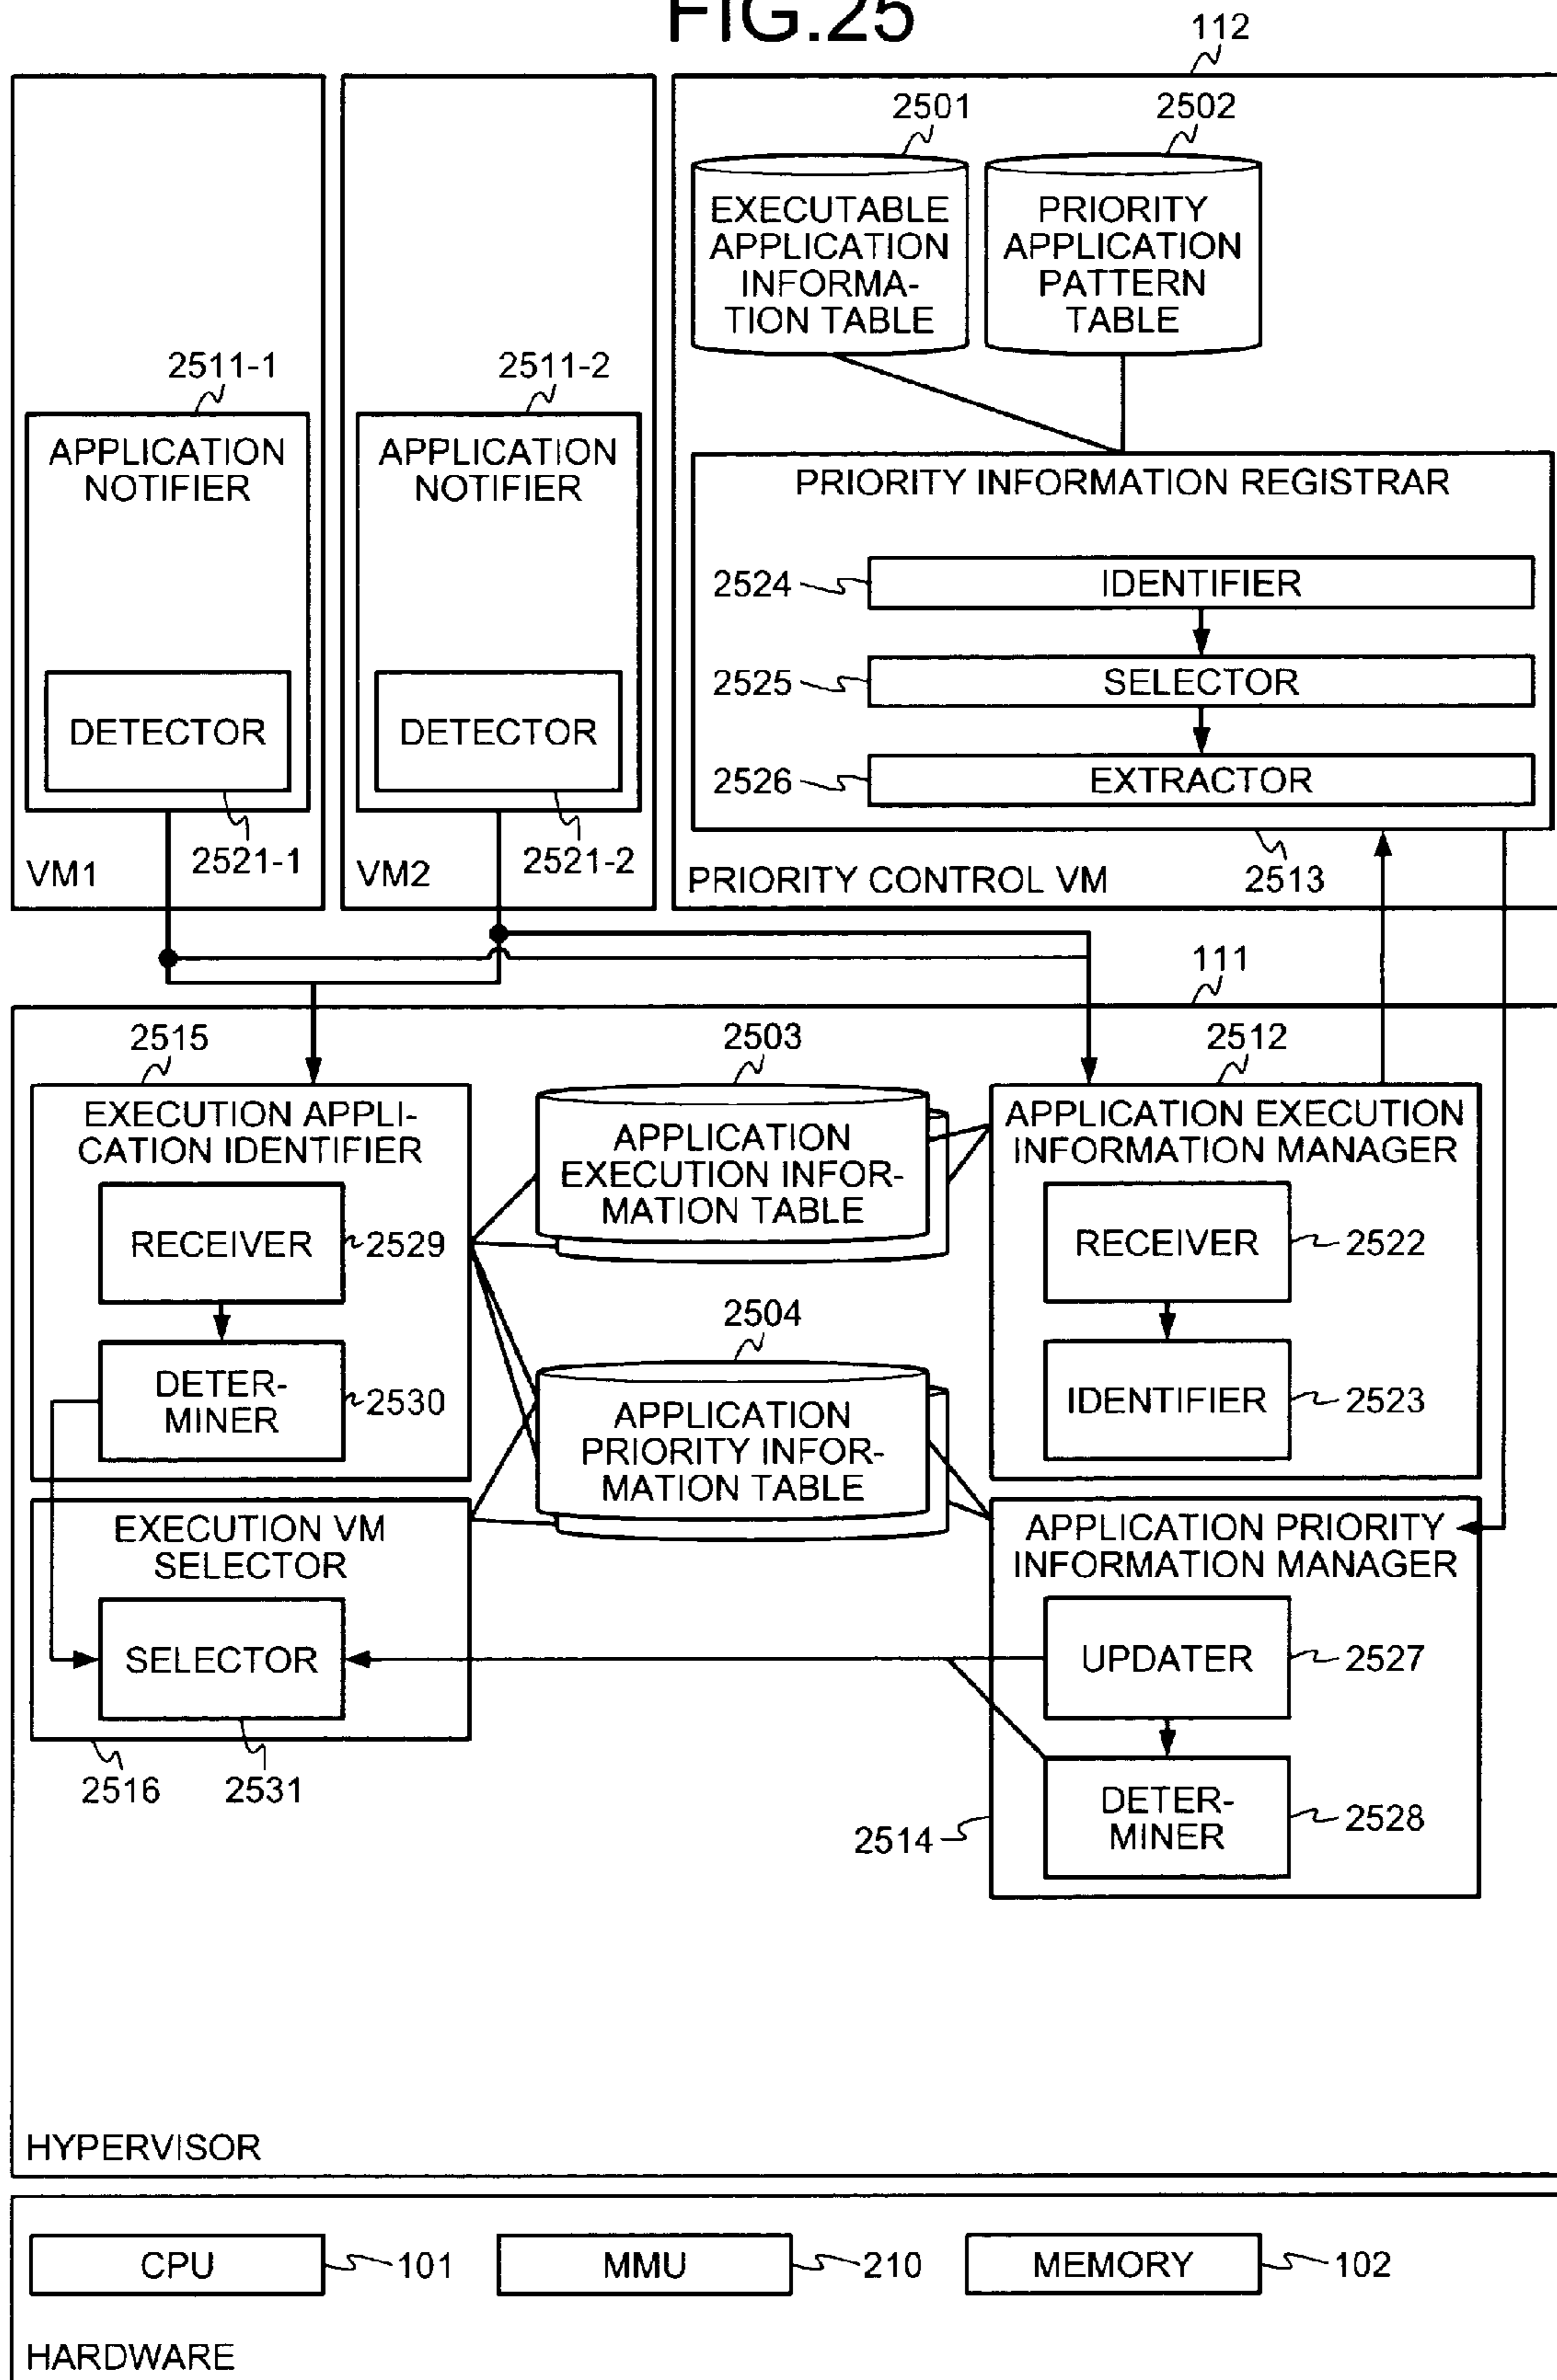 FIG.25
112
2501
2502
EXECUTABLE
APPLICATION
INFORMA-
TION TABLE
PRIORITY
APPLICATION
PATTERN
TABLE
2511-1
2511-2
APPLICATION
NOTIFIER
APPLICATION
NOTIFIER
PRIORITY INFORMATION REGISTRAR
2524
IDENTIFIER
2525
SELECTOR
2526
EXTRACTOR
DETECTOR
DETECTOR
2521-1
2521-2
VM1
VM2
PRIORITY CONTROL VM
2513
111
2515
2503
2512
EXECUTION APPLI-
CATION IDENTIFIER
APPLICATION
EXECUTION INFOR-
MATION TABLE
APPLICATION EXECUTION
INFORMATION MANAGER
RECEIVER
2529
RECEIVER
2522
2504
DETER-
MINER
2530
APPLICATION
PRIORITY INFOR-
MATION TABLE
IDENTIFIER
2523
EXECUTION VM
SELECTOR
APPLICATION PRIORITY
INFORMATION MANAGER
SELECTOR
UPDATER
2527
2516
2531
2514
DETER-
MINER
2528
HYPERVISOR
CPU
101
MMU
210
MEMORY
102
HARDWARE